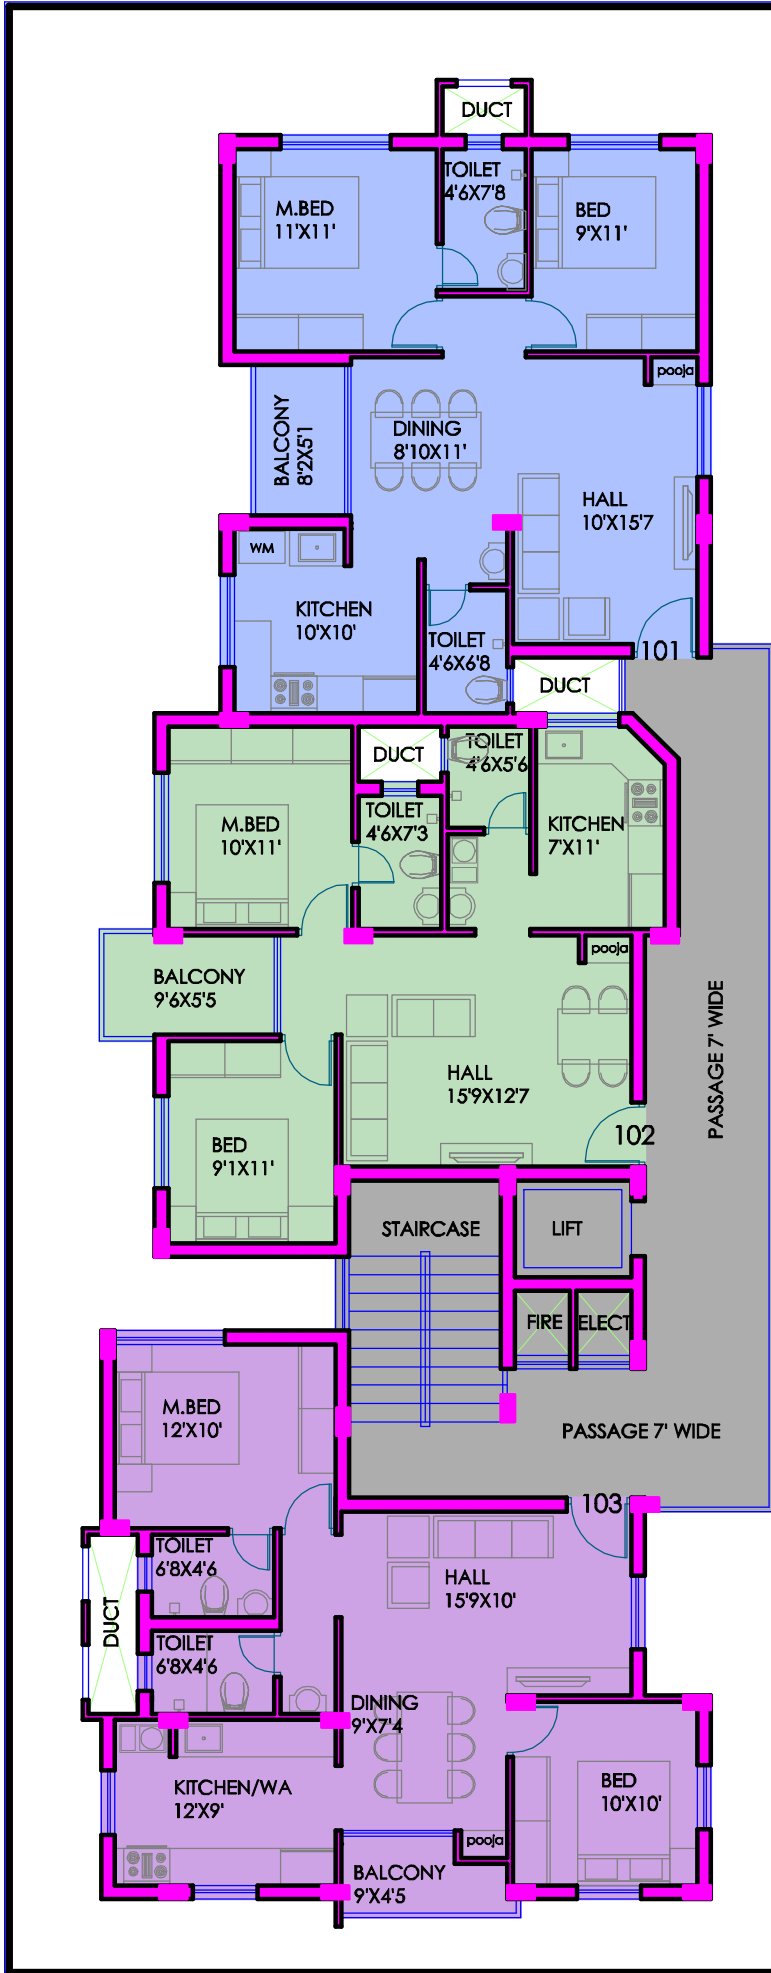 DUCT
TOILET
4'6X7'8
M.BED
11'X11'
BED
9'X11'
pooja
BALCONY
8'2X5'1
DINING
8'10X11'
HALL
10'X15'7
WM
KITCHEN
10'X10'
TOILET
4'6X6'8
101
DUCT
DUCT
TOILET
4'6X5'6
M.BED
10'X11'
TOILET
4'6X7'3
KITCHEN
7'X11'
pooja
BALCONY
9'6X5'5
HALL
15'9X12'7
PASSAGE 7' WIDE
BED
9'1X11'
102
STAIRCASE
LIFT
FIRE
ELECT
M.BED
12'X10'
PASSAGE 7' WIDE
103
TOILET
6'8X4'6
HALL
15'9X10'
DUCT
TOILET
6'8X4'6
DINING
9'X7'4
KITCHEN/WA
12'X9'
BED
10'X10'
pooja
BALCONY
9'X4'5